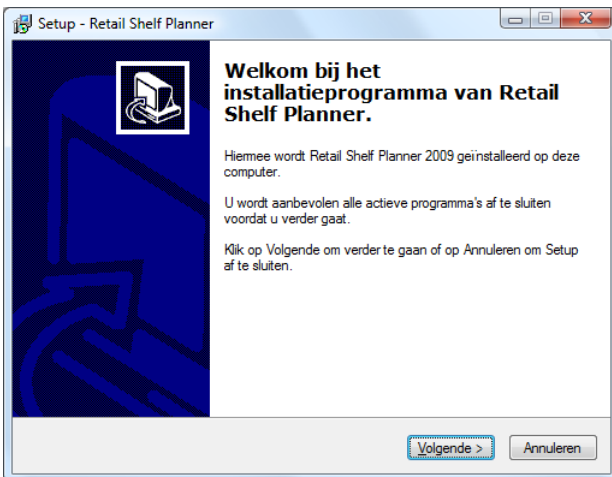 Setup - Retail Shelf Planner
Welkom bij het
installatieprogramma van Retail
Shelf Planner.
Hiermee wordt Retail Shelf Planner 2009 geïnstalleerd op deze
computer.
U wordt aanbevolen alle actieve programma's af te sluiten
voordat u verder gaat.
Klik op Volgende om verder te gaan of op Annuleren om Setup
af te sluiten.
Volgende >
Annuleren